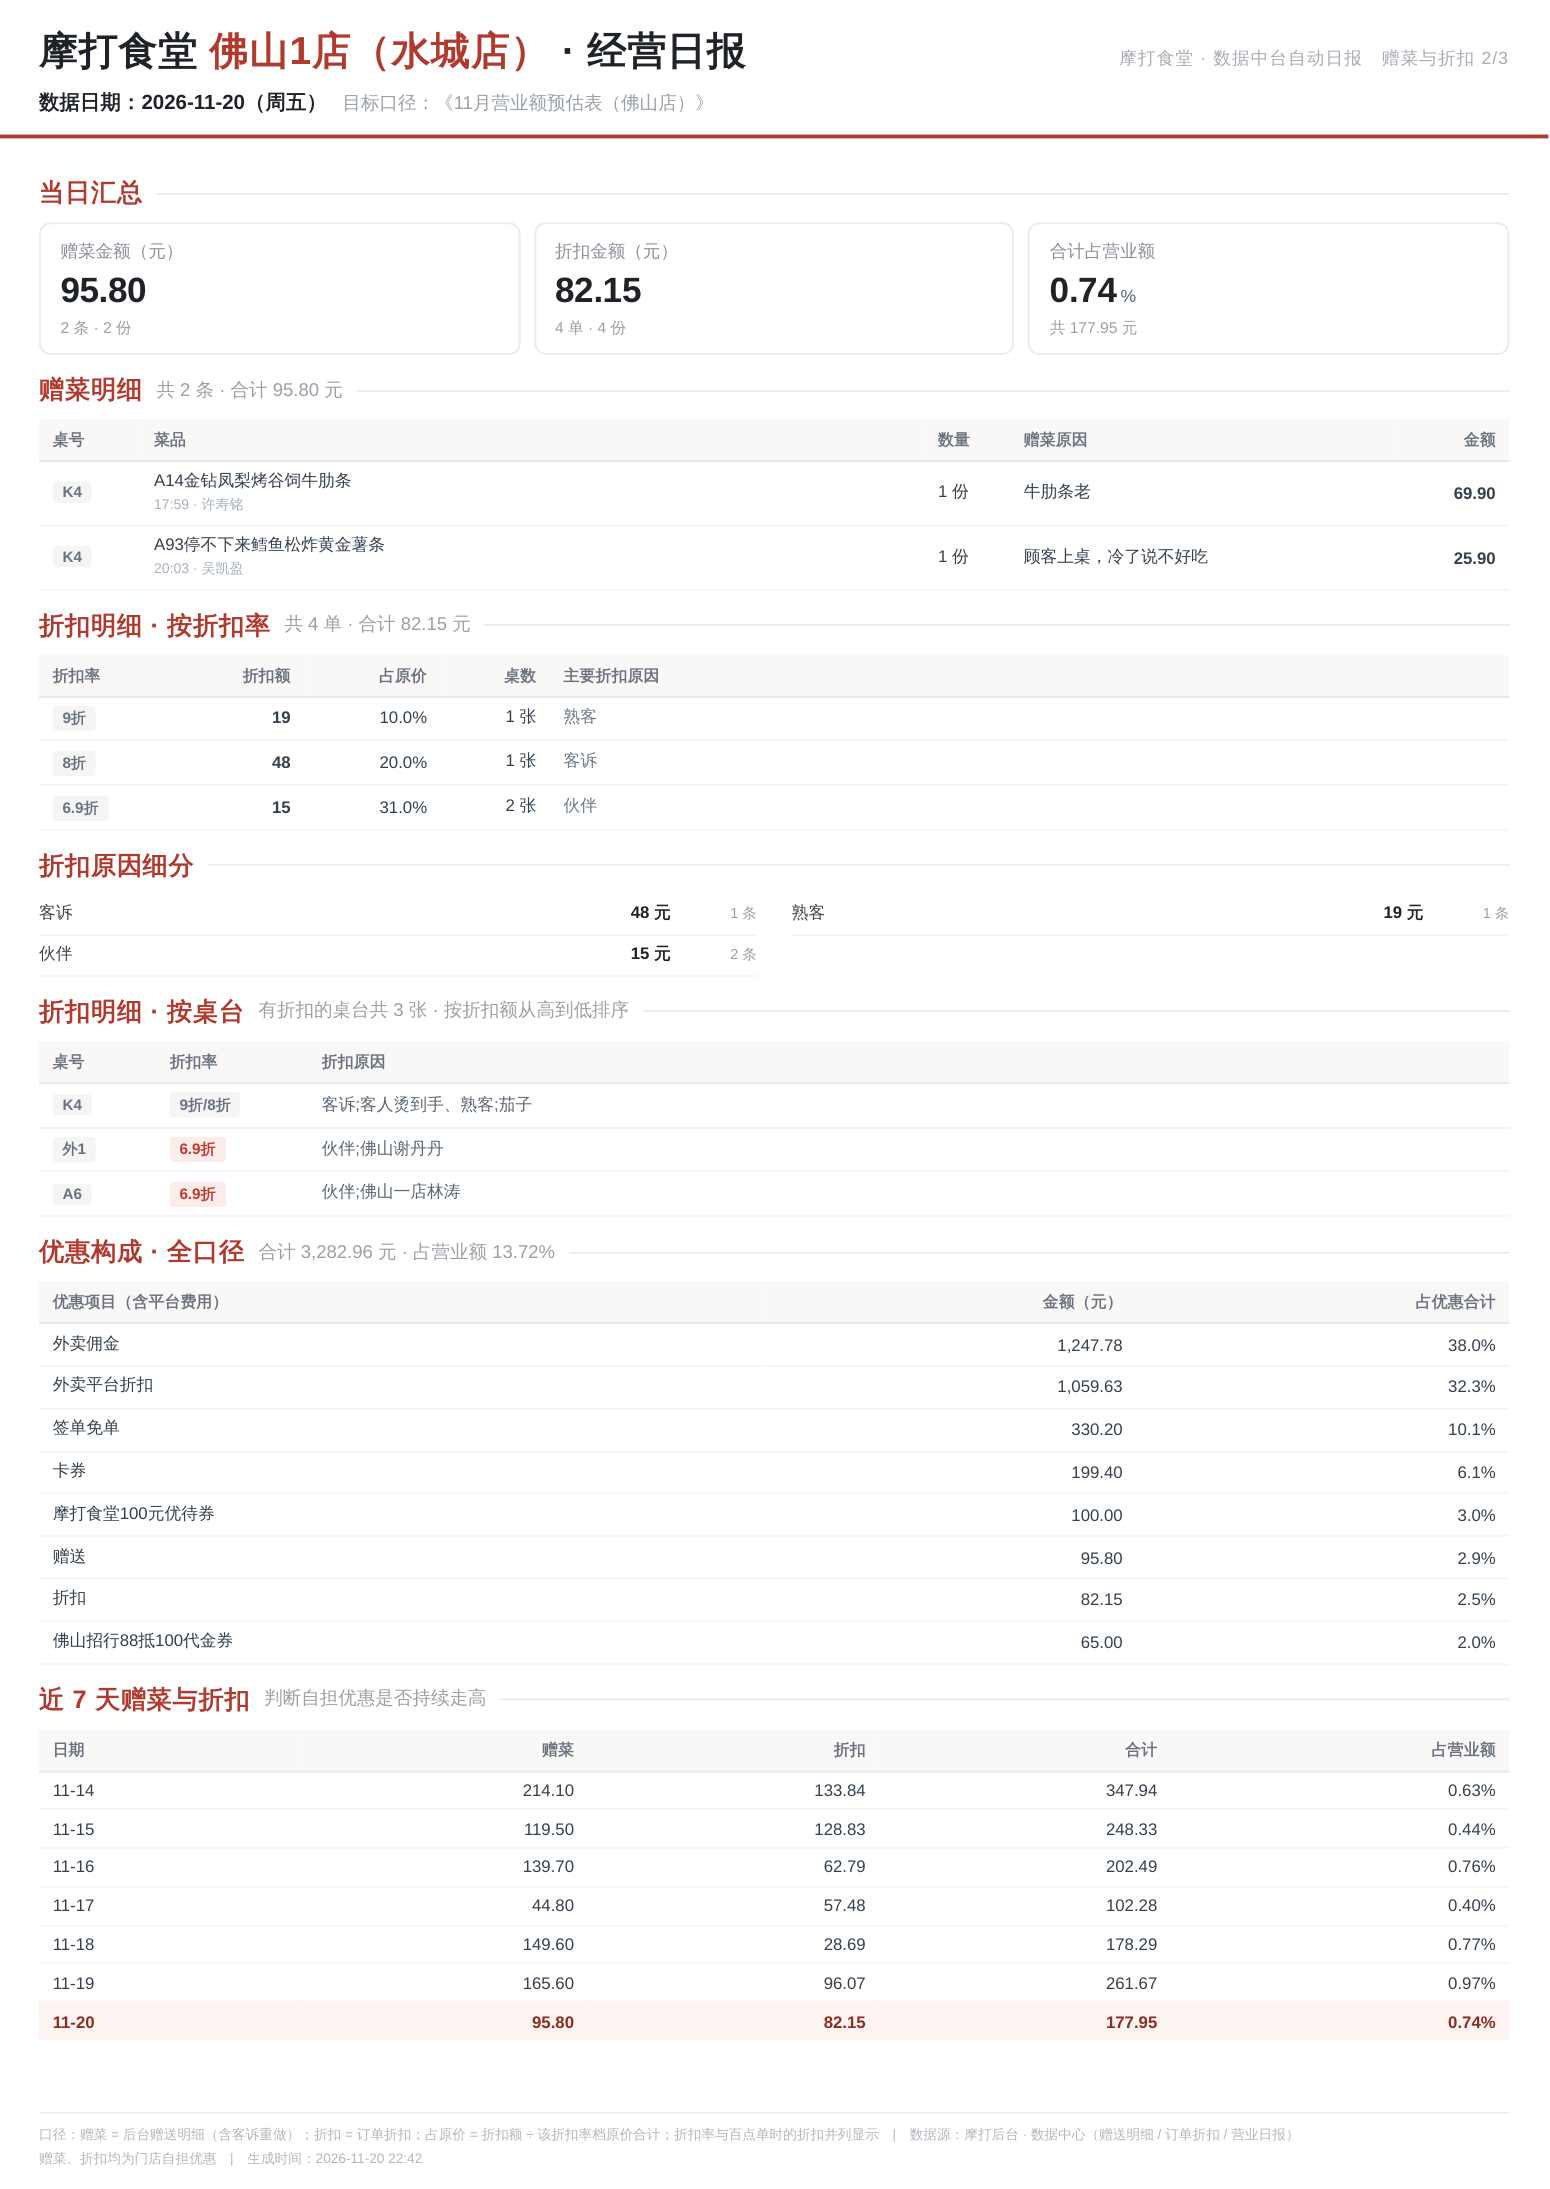 摩打食堂 佛山1店（水城店） · 经营日报
摩打食堂 · 数据中台自动日报 赠菜与折扣 2/3
数据日期：2026-11-20（周五） 目标口径：《11月营业额预估表（佛山店）》
当日汇总
赠菜金额（元） 折扣金额（元） 合计占营业额
95.80 82.15 0.74 %
2 条 · 2 份 4 单 · 4 份 共 177.95 元
赠菜明细 共 2 条 · 合计 95.80 元
桌号 菜品 数量 赠菜原因 金额
K4 A14金钻凤梨烤谷饲牛肋条 1 份 牛肋条老 69.90
17:59 · 许寿铭
K4 A93停不下来鳕鱼松炸黄金薯条 1 份 顾客上桌，冷了说不好吃 25.90
20:03 · 吴凯盈
折扣明细 · 按折扣率 共 4 单 · 合计 82.15 元
折扣率 折扣额 占原价 桌数 主要折扣原因
9折 19 10.0% 1 张 熟客
8折 48 20.0% 1 张 客诉
6.9折 15 31.0% 2 张 伙伴
折扣原因细分
客诉 48 元 1 条 熟客 19 元 1 条
伙伴 15 元 2 条
折扣明细 · 按桌台 有折扣的桌台共 3 张 · 按折扣额从高到低排序
桌号 折扣率 折扣原因
K4 9折/8折 客诉;客人烫到手、熟客;茄子
外1 6.9折 伙伴;佛山谢丹丹
A6 6.9折 伙伴;佛山一店林涛
优惠构成 · 全口径 合计 3,282.96 元 · 占营业额 13.72%
优惠项目（含平台费用） 金额（元） 占优惠合计
外卖佣金 1,247.78 38.0%
外卖平台折扣 1,059.63 32.3%
签单免单 330.20 10.1%
卡券 199.40 6.1%
摩打食堂100元优待券 100.00 3.0%
赠送 95.80 2.9%
折扣 82.15 2.5%
佛山招行88抵100代金券 65.00 2.0%
近 7 天赠菜与折扣 判断自担优惠是否持续走高
日期 赠菜 折扣 合计 占营业额
11-14 214.10 133.84 347.94 0.63%
11-15 119.50 128.83 248.33 0.44%
11-16 139.70 62.79 202.49 0.76%
11-17 44.80 57.48 102.28 0.40%
11-18 149.60 28.69 178.29 0.77%
11-19 165.60 96.07 261.67 0.97%
11-20 95.80 82.15 177.95 0.74%
口径：赠菜 = 后台赠送明细（含客诉重做）；折扣 = 订单折扣；占原价 = 折扣额 ÷ 该折扣率档原价合计；折扣率与百点单时的折扣并列显示 | 数据源：摩打后台 · 数据中心（赠送明细 / 订单折扣 / 营业日报）
赠菜、折扣均为门店自担优惠 | 生成时间：2026-11-20 22:42